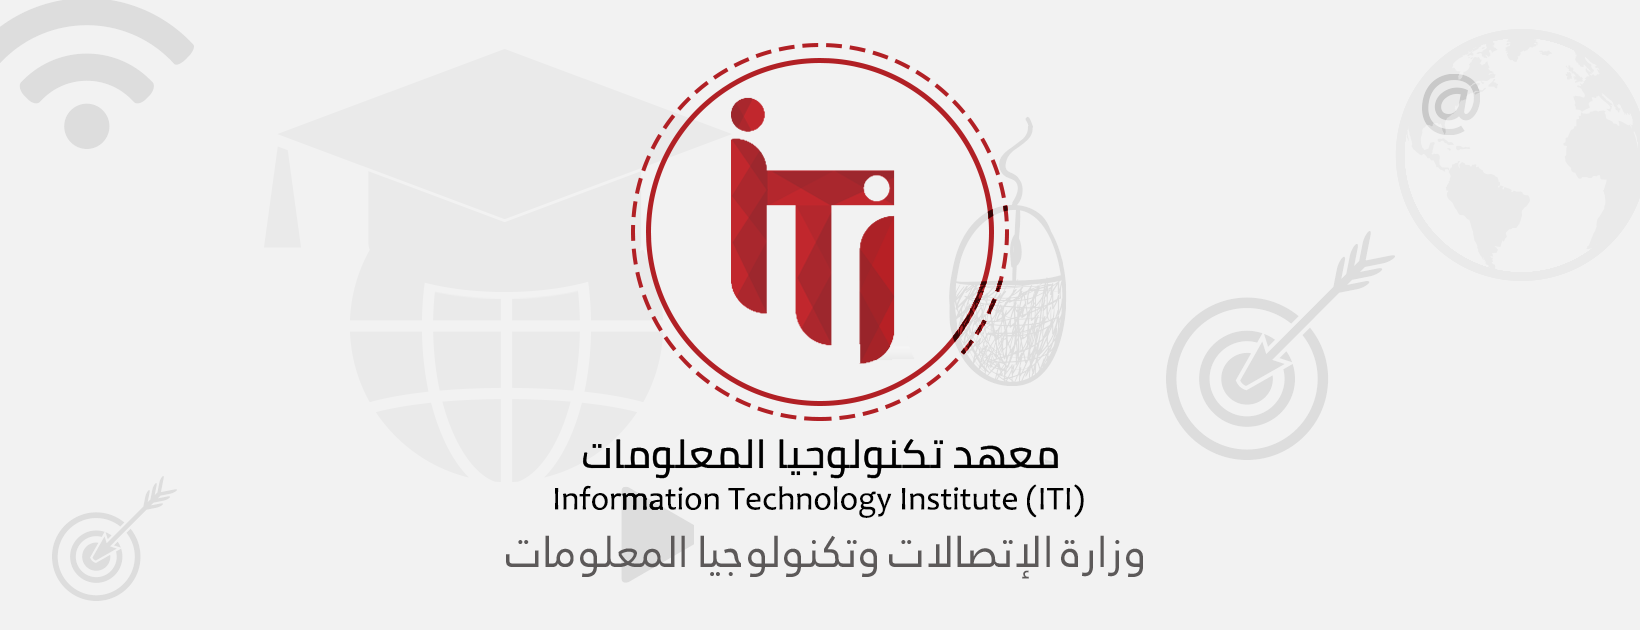 @
iTi
معهد تكنولوجيا المعلومات
Information Technology Institute (ITI)
وزارة الإتصالات وتكنولوجيا المعلومات